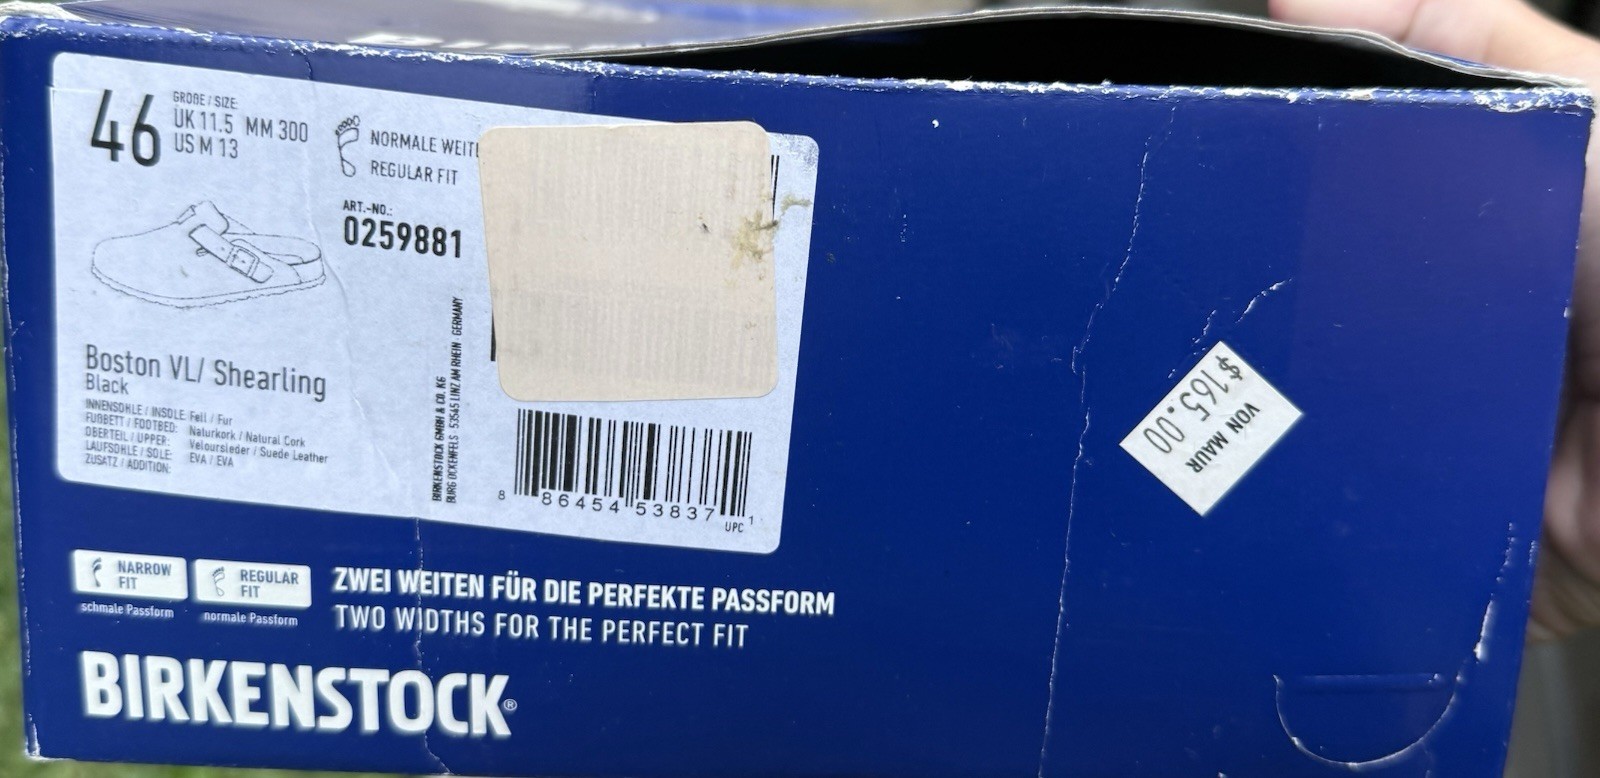 46
GRÖßE / SIZE
UK 11.5 MM 300
US M 13
NORMALE
REGULAR FIT
ART.-NO.:
0259881
Boston VL/ Shearling
Black
INNENSOHLE / INSOLE: Fell / Fur
FUßBETT / FOOTBED: Naturkork / Natural Cork
OBERTEIL / UPPER: Veloursleder / Suede Leather
LAUFSOHLE / SOLE: EVA / EVA
ZUSATZ / ADDITION:
BIRKENSTOCK GMBH & CO. KG
BURG OCKENFELS · 53545 LINZ AM RHEIN · GERMANY
8 86454 53837 1
UPC
$165.00
VON MAUR
NARROW
FIT
schmale Passform
REGULAR
FIT
normale Passform
ZWEI WEITEN FÜR DIE PERFEKTE PASSFORM
TWO WIDTHS FOR THE PERFECT FIT
BIRKENSTOCK®